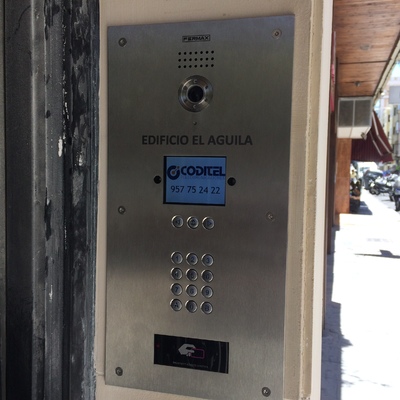 FERMAX
EDIFICIO EL AGUILA
CODITEL
957 75 24 22